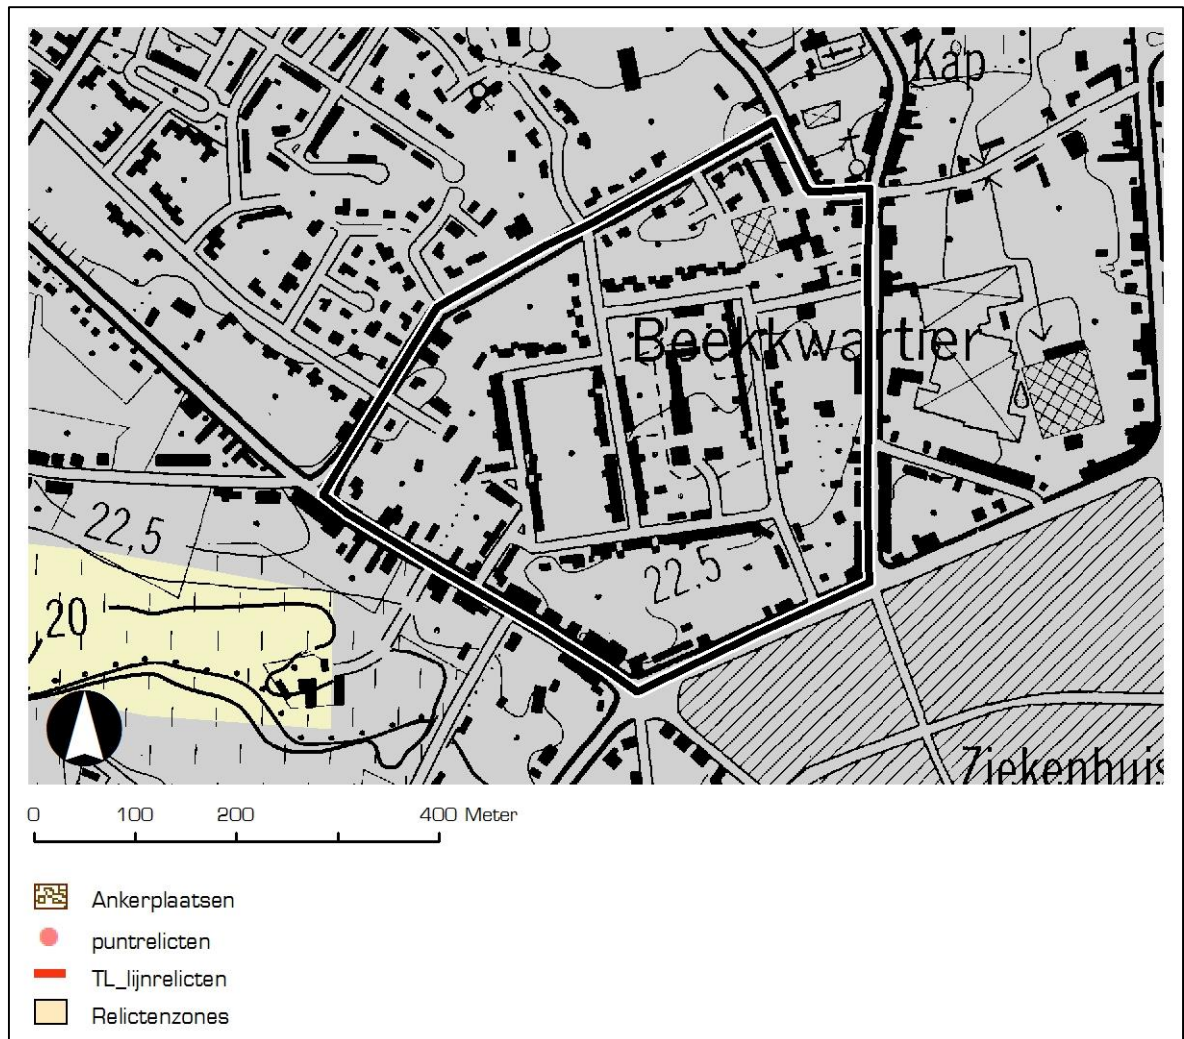 Kap
Beekkwartier
22,5
22.5
20
Ziekenhuis
0 100 200 400 Meter
Ankerplaatsen
puntrelicten
TL_lijnrelicten
Relictenzones